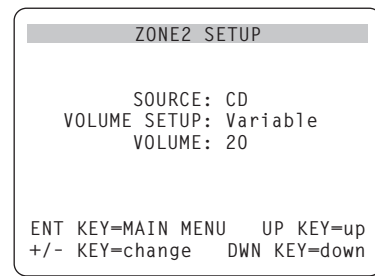 ZONE2 SETUP
SOURCE: CD
VOLUME SETUP: Variable
VOLUME: 20
ENT KEY=MAIN MENU UP KEY=up
+/- KEY=change DWN KEY=down